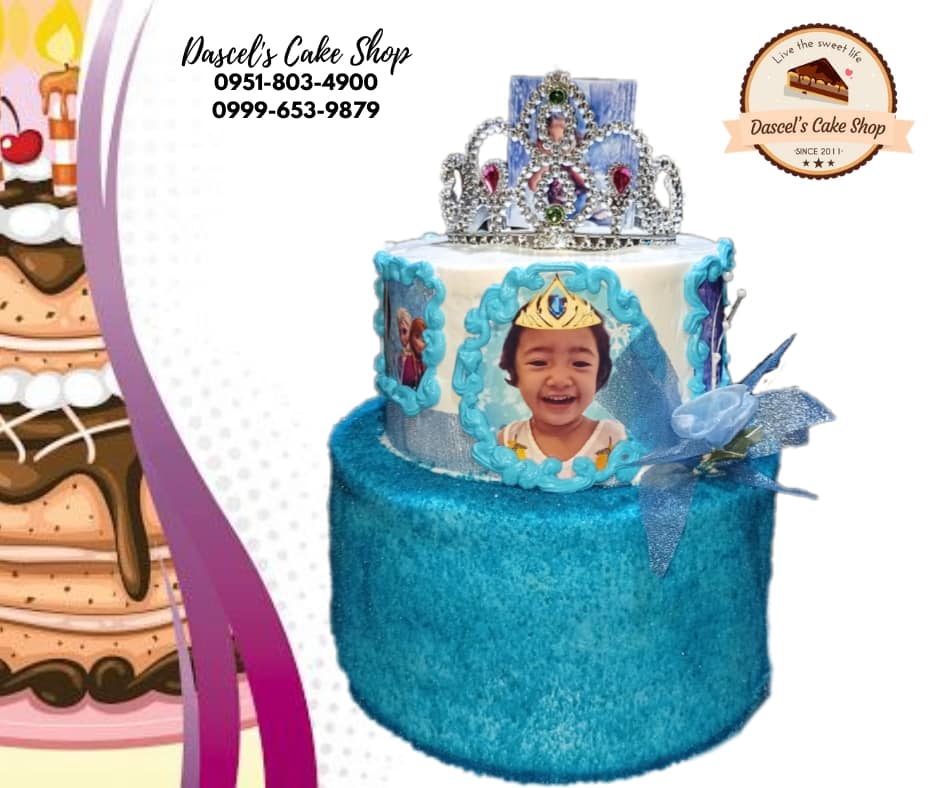 Dascel's Cake Shop
0951-803-4900
0999-653-9879
Live the sweet life
Dascel's Cake Shop
·SINCE 2011·